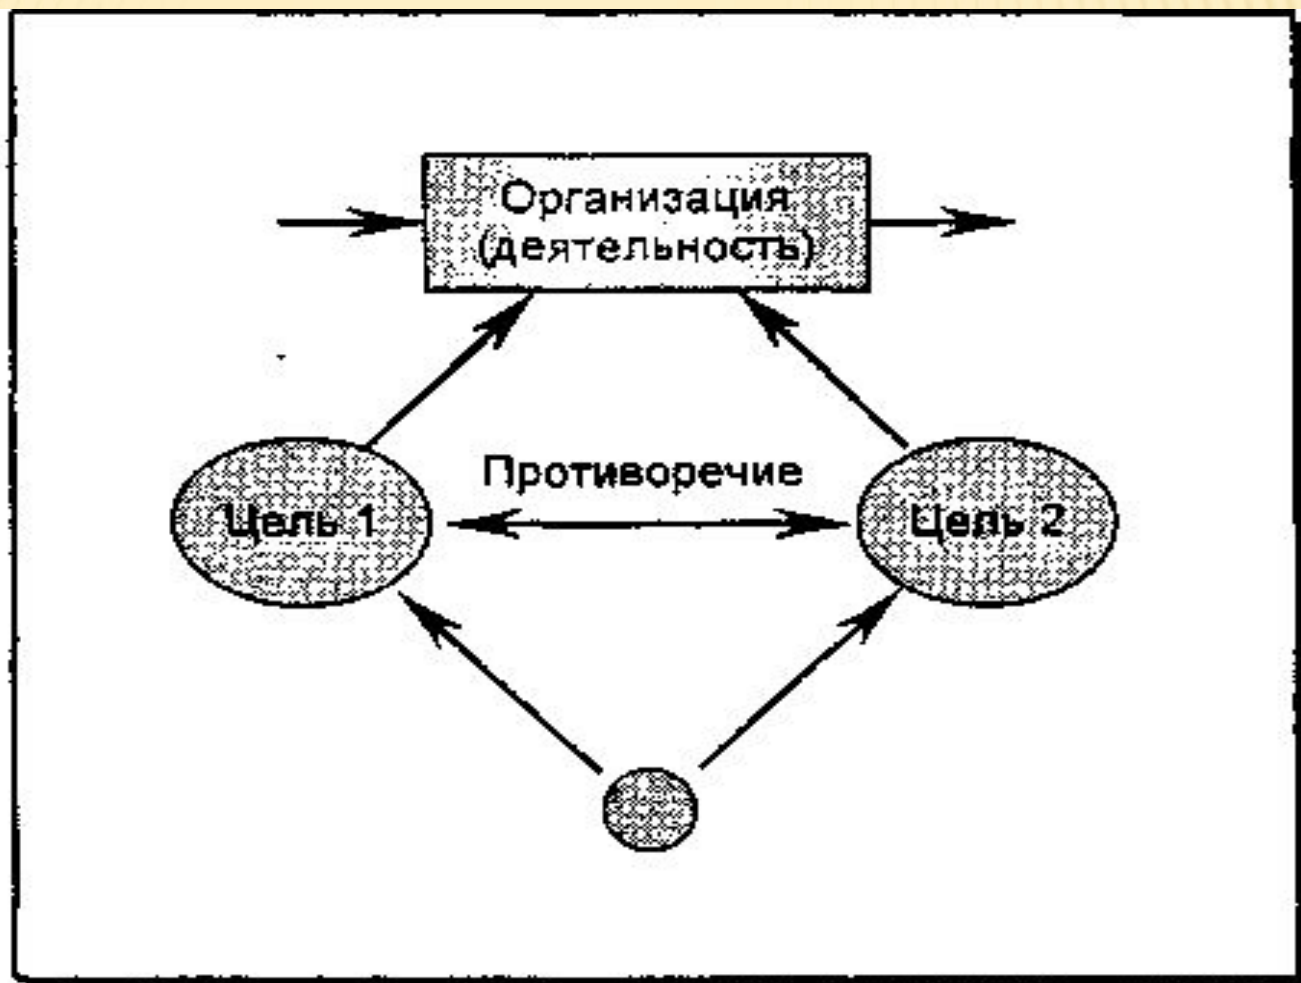 Организация
(деятельность)
Противоречие
Цель 1
Цель 2